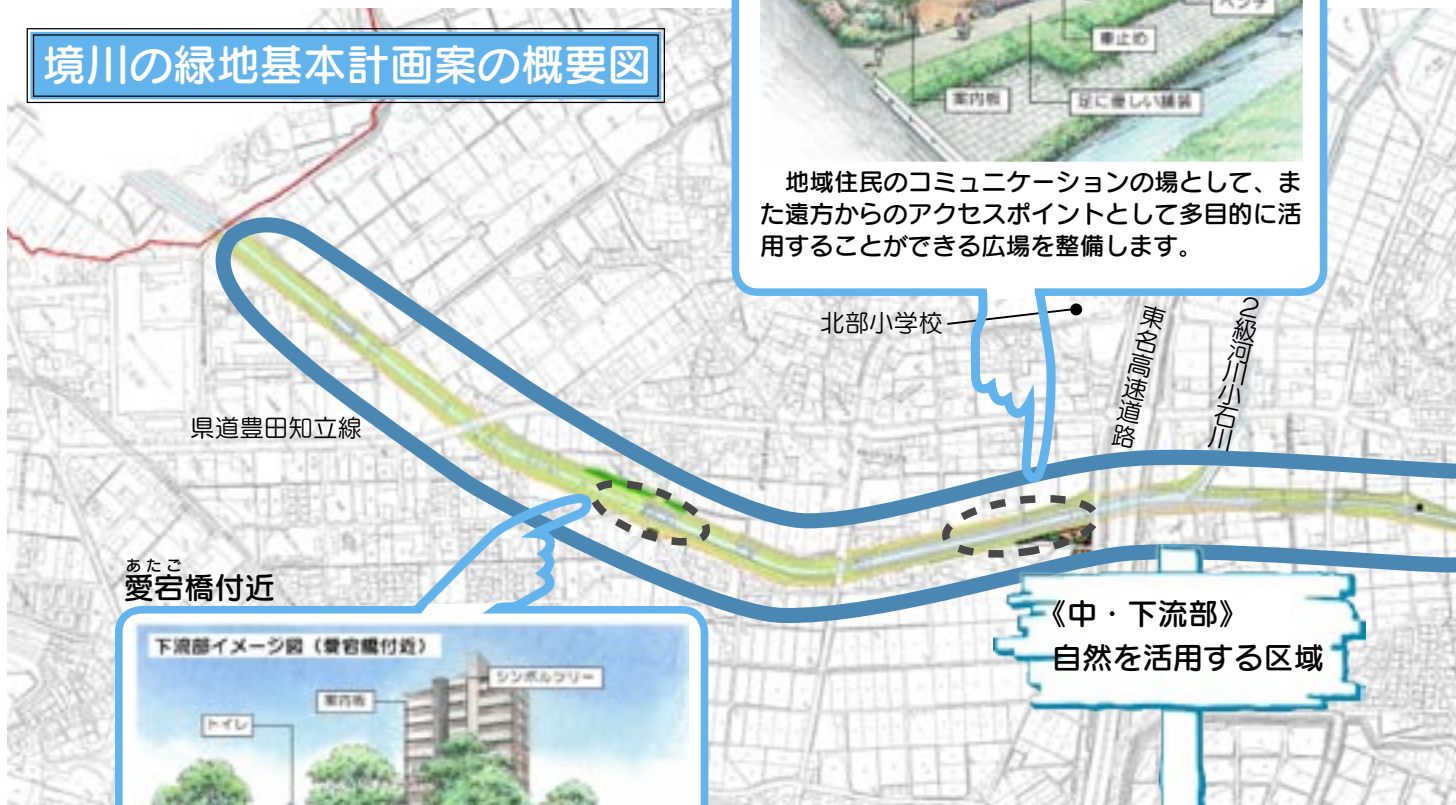 境川の緑地基本計画案の概要図
ベンチ
車止め
案内板
足に優しい舗装
地域住民のコミュニケーションの場として、ま
た遠方からのアクセスポイントとして多目的に活
用することができる広場を整備します。
北部小学校
東名高速道路
2級河川小石川
県道豊田知立線
あたご
愛宕橋付近
《中・下流部》
自然を活用する区域
下流部イメージ図（愛宕橋付近）
シンボルツリー
案内板
トイレ